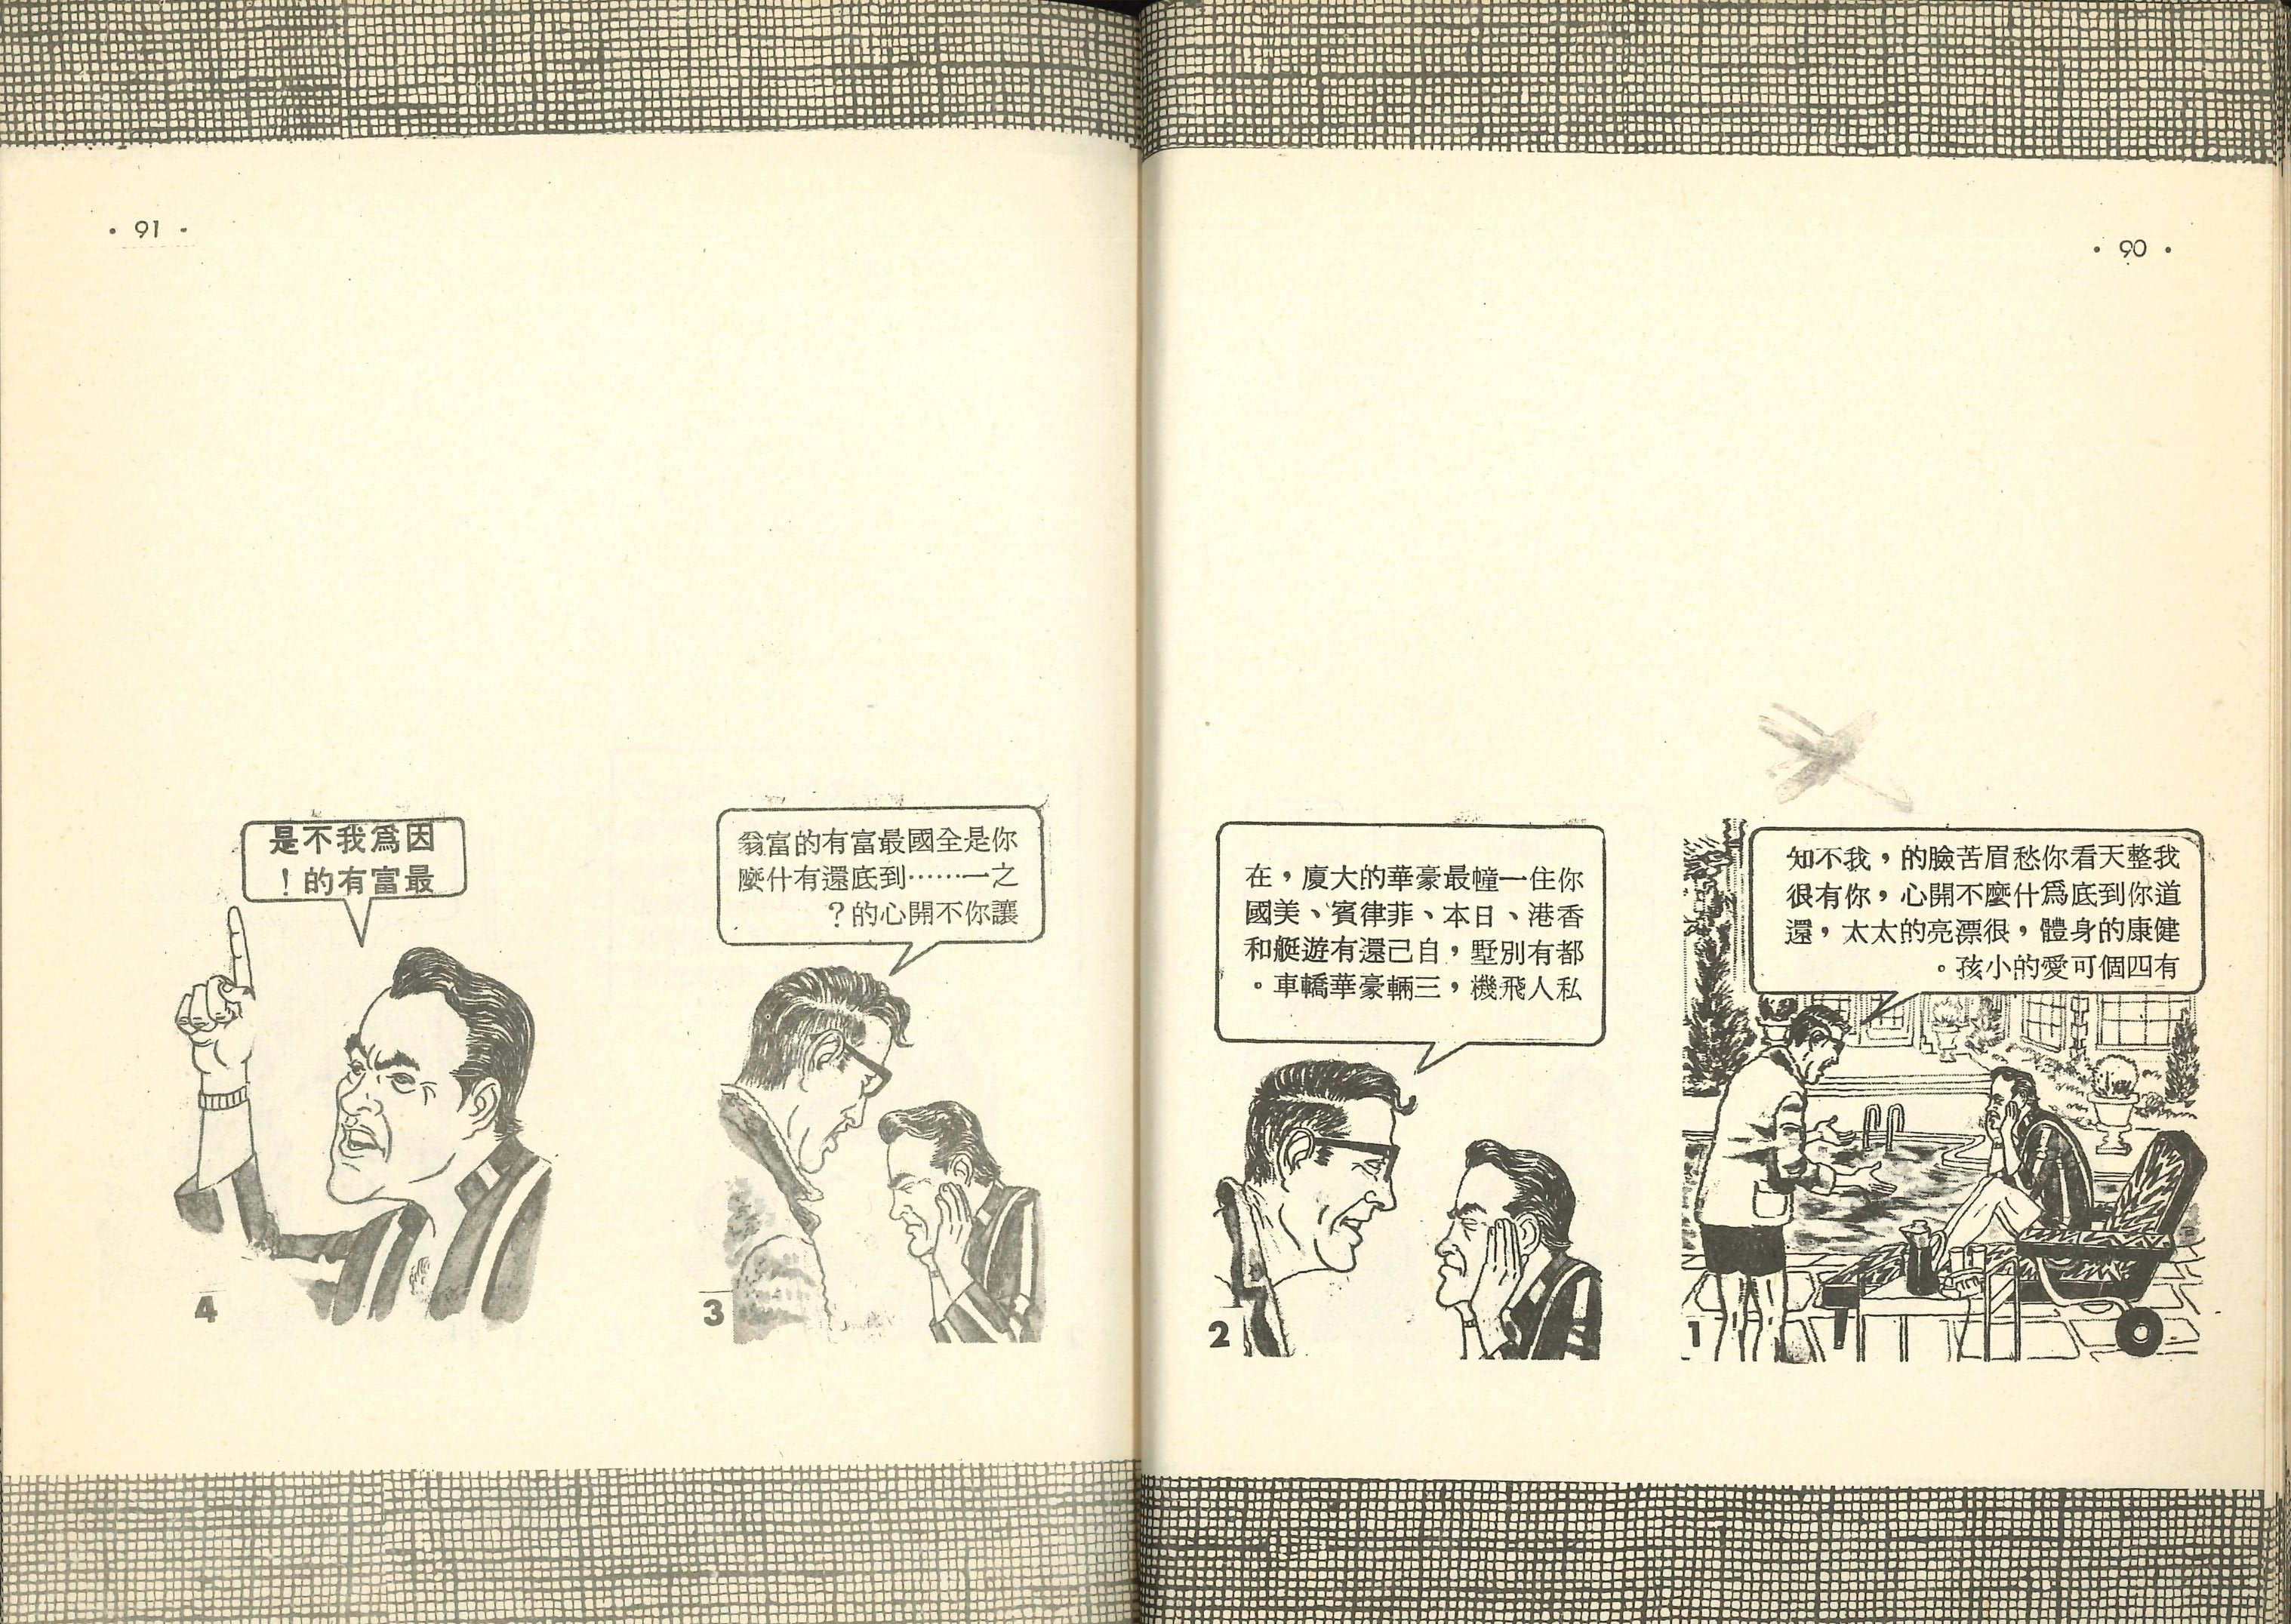 • 90 •
我整天看你愁眉苦臉的，我不知
道你到底為什麼不開心，你有很
健康的身體，很漂亮的太太，還
有四個可愛的小孩。
1
你住一幢最豪華的大廈，在
香港、日本、菲律賓、美國
都有別墅，自己還有遊艇和
私人飛機，三輛豪華轎車。
2
• 91 •
你是全國最富有的富翁
之一……到底還有什麼
讓你不開心的？
3
因為我不是
最富有的！
4